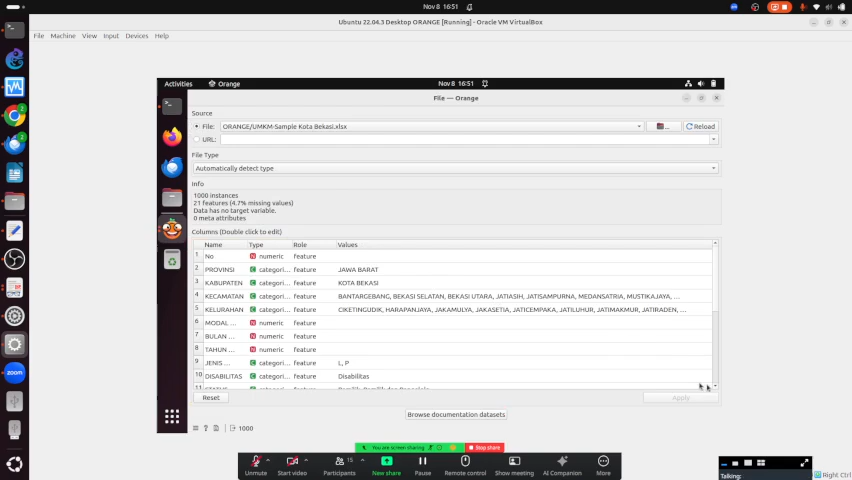 Nov 8 16:51
Ubuntu 22.04.3 Desktop ORANGE [Running] - Oracle VM VirtualBox
File Machine View Input Devices Help
Activities Orange Nov 8 16:51
File — Orange
Source
File: ORANGE/UMKM-Sample Kota Bekasi.xlsx ... Reload
URL:
File Type
Automatically detect type
Info
1000 instances
21 features (4.7% missing values)
Data has no target variable.
0 meta attributes
Columns (Double click to edit)
Name Type Role Values
1 No N numeric feature
2 PROVINSI C categori... feature JAWA BARAT
3 KABUPATEN C categori... feature KOTA BEKASI
4 KECAMATAN C categori... feature BANTARGEBANG, BEKASI SELATAN, BEKASI UTARA, JATIASIH, JATISAMPURNA, MEDANSATRIA, MUSTIKAJAYA, ...
5 KELURAHAN C categori... feature CIKETINGUDIK, HARAPANJAYA, JAKAMULYA, JAKASETIA, JATICEMPAKA, JATILUHUR, JATIMAKMUR, JATIRADEN, ...
6 MODAL ... N numeric feature
7 BULAN ... N numeric feature
8 TAHUN ... N numeric feature
9 JENIS ... C categori... feature L, P
10 DISABILITAS C categori... feature Disabilitas
11
Reset Apply
Browse documentation datasets
1000
You are screen sharing Stop share
Unmute Start video Participants 15 New share Pause Remote control Show meeting AI Companion More
Talking:
Right Ctrl